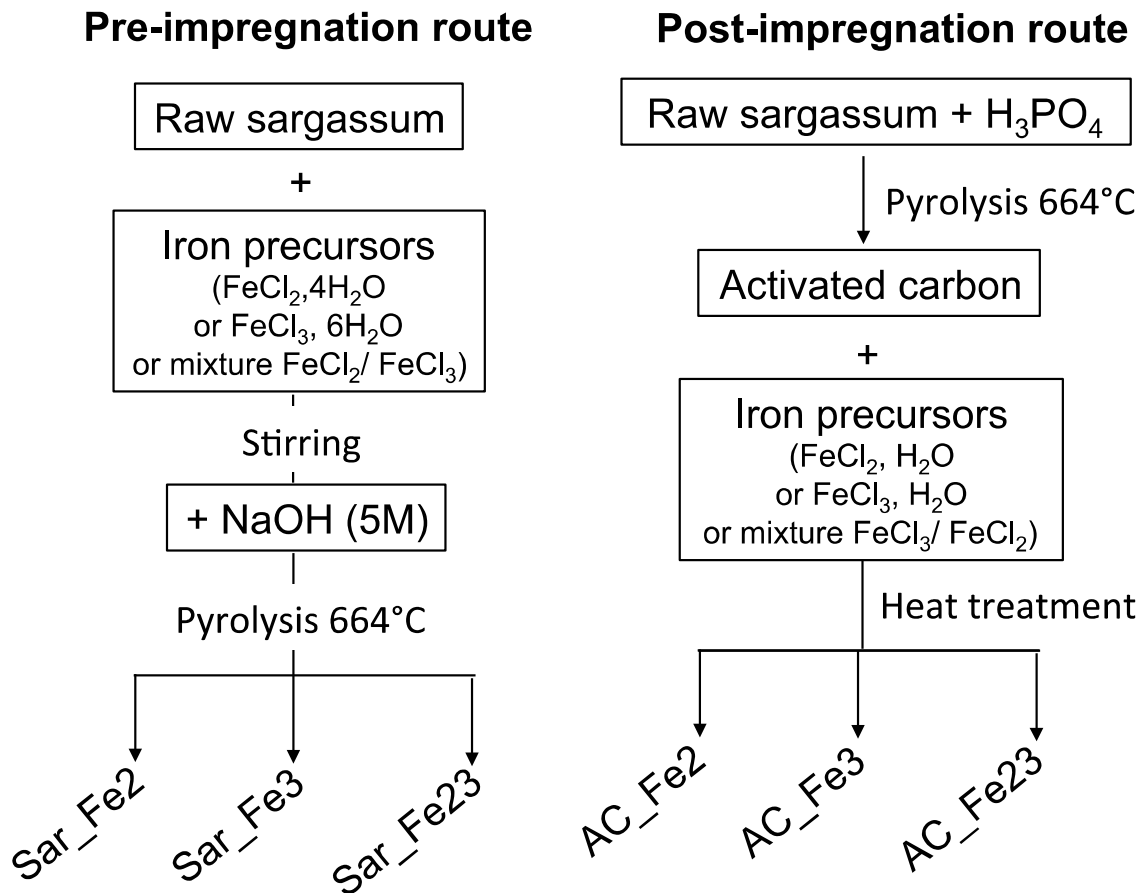 Pre-impregnation route
Raw sargassum
+
Iron precursors
(FeCl₂,4H₂O
or FeCl₃, 6H₂O
or mixture FeCl₂/ FeCl₃)
Stirring
+ NaOH (5M)
Pyrolysis 664°C
Sar_Fe2
Sar_Fe3
Sar_Fe23
Post-impregnation route
Raw sargassum + H₃PO₄
Pyrolysis 664°C
Activated carbon
+
Iron precursors
(FeCl₂, H₂O
or FeCl₃, H₂O
or mixture FeCl₃/ FeCl₂)
Heat treatment
AC_Fe2
AC_Fe3
AC_Fe23